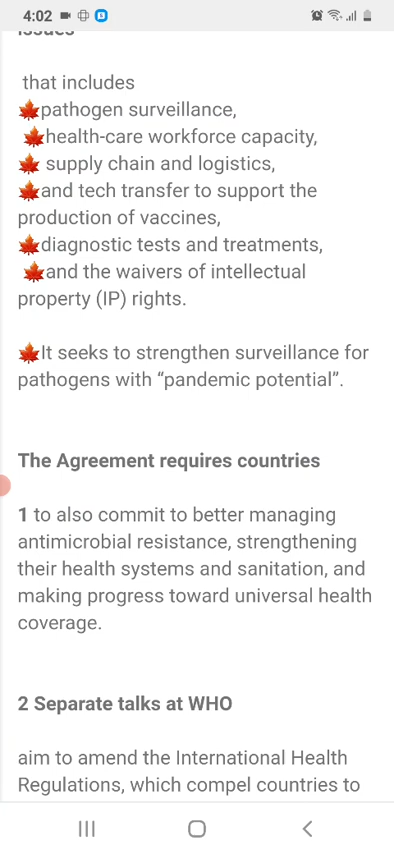 4:02
issues
that includes
pathogen surveillance,
health-care workforce capacity,
supply chain and logistics,
and tech transfer to support the
production of vaccines,
diagnostic tests and treatments,
and the waivers of intellectual
property (IP) rights.
It seeks to strengthen surveillance for
pathogens with “pandemic potential”.
The Agreement requires countries
1 to also commit to better managing
antimicrobial resistance, strengthening
their health systems and sanitation, and
making progress toward universal health
coverage.
2 Separate talks at WHO
aim to amend the International Health
Regulations, which compel countries to